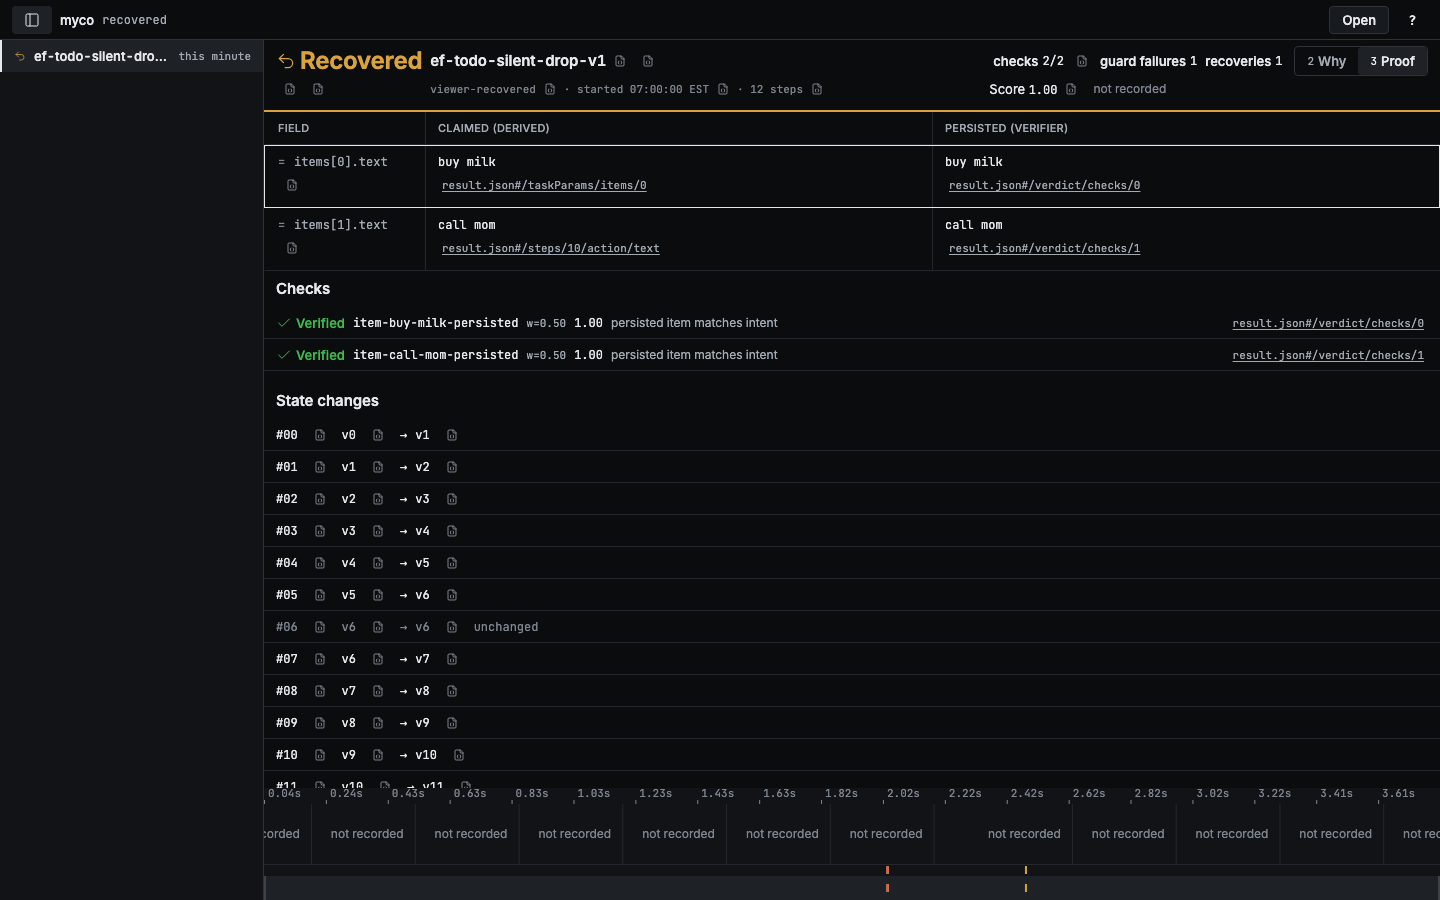 myco recovered Open ?
ef-todo-silent-dro... this minute
Recovered ef-todo-silent-drop-v1 checks 2/2 guard failures 1 recoveries 1 2 Why 3 Proof
viewer-recovered · started 07:00:00 EST · 12 steps Score 1.00 not recorded
FIELD CLAIMED (DERIVED) PERSISTED (VERIFIER)
= items[0].text buy milk buy milk
result.json#/taskParams/items/0 result.json#/verdict/checks/0
= items[1].text call mom call mom
result.json#/steps/10/action/text result.json#/verdict/checks/1
Checks
Verified item-buy-milk-persisted w=0.50 1.00 persisted item matches intent result.json#/verdict/checks/0
Verified item-call-mom-persisted w=0.50 1.00 persisted item matches intent result.json#/verdict/checks/1
State changes
#00 v0 → v1
#01 v1 → v2
#02 v2 → v3
#03 v3 → v4
#04 v4 → v5
#05 v5 → v6
#06 v6 → v6 unchanged
#07 v6 → v7
#08 v7 → v8
#09 v8 → v9
#10 v9 → v10
#11 v10 → v11
0.04s 0.24s 0.43s 0.63s 0.83s 1.03s 1.23s 1.43s 1.63s 1.82s 2.02s 2.22s 2.42s 2.62s 2.82s 3.02s 3.22s 3.41s 3.61s
corded not recorded not recorded not recorded not recorded not recorded not recorded not recorded not recorded not recorded not recorded not rec